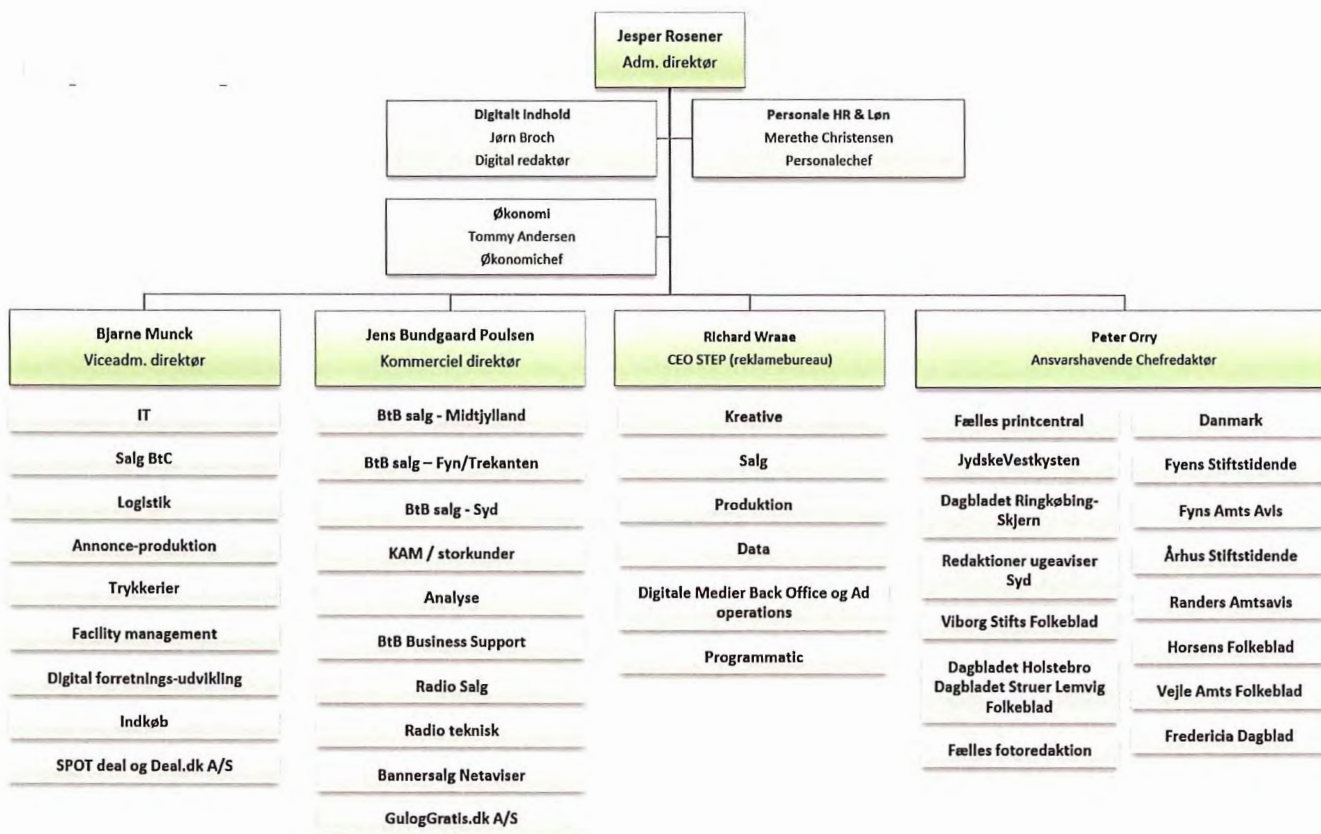 Jesper Rosener
Adm. direktør
Digitalt indhold
Jørn Broch
Digital redaktør
Personale HR & Løn
Merethe Christensen
Personalechef
Økonomi
Tommy Andersen
Økonomichef
Bjarne Munck
Viceadm. direktør
IT
Salg BtC
Logistik
Annonce-produktion
Trykkerier
Facility management
Digital forretnings-udvikling
Indkøb
SPOT deal og Deal.dk A/S
Jens Bundgaard Poulsen
Kommerciel direktør
BtB salg - Midtjylland
BtB salg – Fyn/Trekanten
BtB salg - Syd
KAM / storkunder
Analyse
BtB Business Support
Radio Salg
Radio teknisk
Bannersalg Netaviser
GulogGratis.dk A/S
Richard Wraae
CEO STEP (reklamebureau)
Kreative
Salg
Produktion
Data
Digitale Medier Back Office og Ad
operations
Programmatic
Peter Orry
Ansvarshavende Chefredaktør
Fælles printcentral
JydskeVestkysten
Dagbladet Ringkøbing-
Skjern
Redaktioner ugeaviser
Syd
Viborg Stifts Folkeblad
Dagbladet Holstebro
Dagbladet Struer Lemvig
Folkeblad
Fælles fotoredaktion
Danmark
Fyens Stiftstidende
Fyns Amts Avis
Århus Stiftstidende
Randers Amtsavis
Horsens Folkeblad
Vejle Amts Folkeblad
Fredericia Dagblad